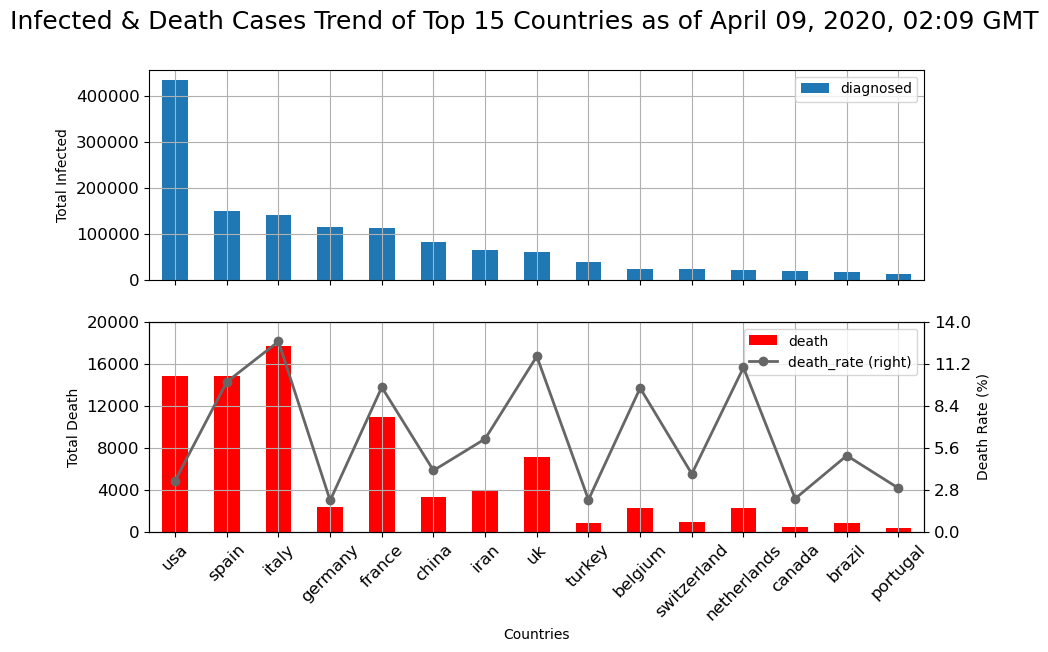 Infected & Death Cases Trend of Top 15 Countries as of April 09, 2020, 02:09 GMT
400000
300000
200000
100000
0
Total Infected
diagnosed
20000
16000
12000
8000
4000
0
Total Death
death
death_rate (right)
14.0
11.2
8.4
5.6
2.8
0.0
Death Rate (%)
usa
spain
italy
germany
france
china
iran
uk
turkey
belgium
switzerland
netherlands
canada
brazil
portugal
Countries